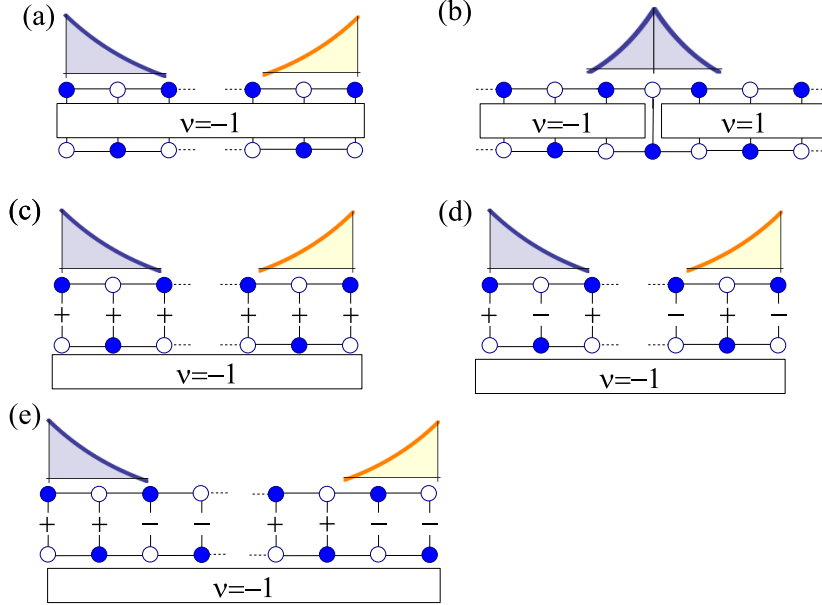 (a)
(b)
ν=−1
ν=−1
ν=1
(c)
(d)
+ + + + + +
+ − + − + −
ν=−1
ν=−1
(e)
+ + − − + + − −
ν=−1